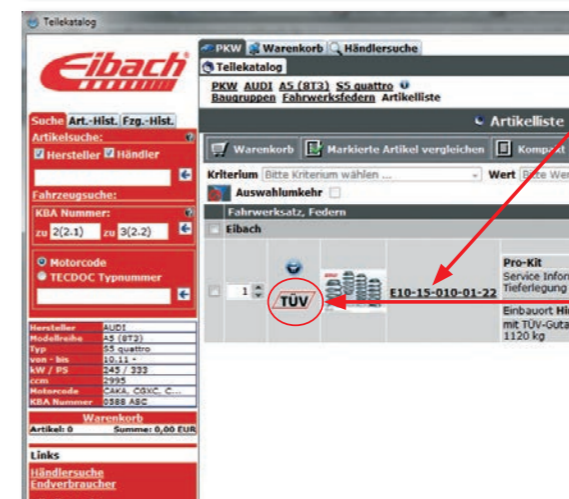 Teilekatalog
Eibach
PKW Warenkorb Händlersuche
Teilekatalog
PKW AUDI A5 (8T3) S5 quattro
Baugruppen Fahrwerksfedern Artikelliste
Suche Art.-Hist. Fzg.-Hist.
Artikelsuche:
Hersteller Händler
Fahrzeugsuche:
KBA Nummer:
zu 2(2.1) zu 3(2.2)
Motorcode
TECDOC Typnummer
Hersteller AUDI
Modellreihe A5 (8T3)
Typ S5 quattro
von - bis 10.11 -
kW / PS 245 / 333
ccm 2995
Motorcode CAKA, CGXC, C...
KBA Nummer 0588 ASC
Warenkorb
Artikel: 0 Summe: 0,00 EUR
Links
Händlersuche
Endverbraucher
Artikelliste
Warenkorb Markierte Artikel vergleichen Kompakt
Kriterium Bitte Kriterium wählen ... Wert Bitte Wer
Auswahlumkehr
Fahrwerksatz, Federn
Eibach
1
TÜV
E10-15-010-01-22
Pro-Kit
Service Infor
Tieferlegung
Einbauort Hi
mit TÜV-Guta
1120 kg